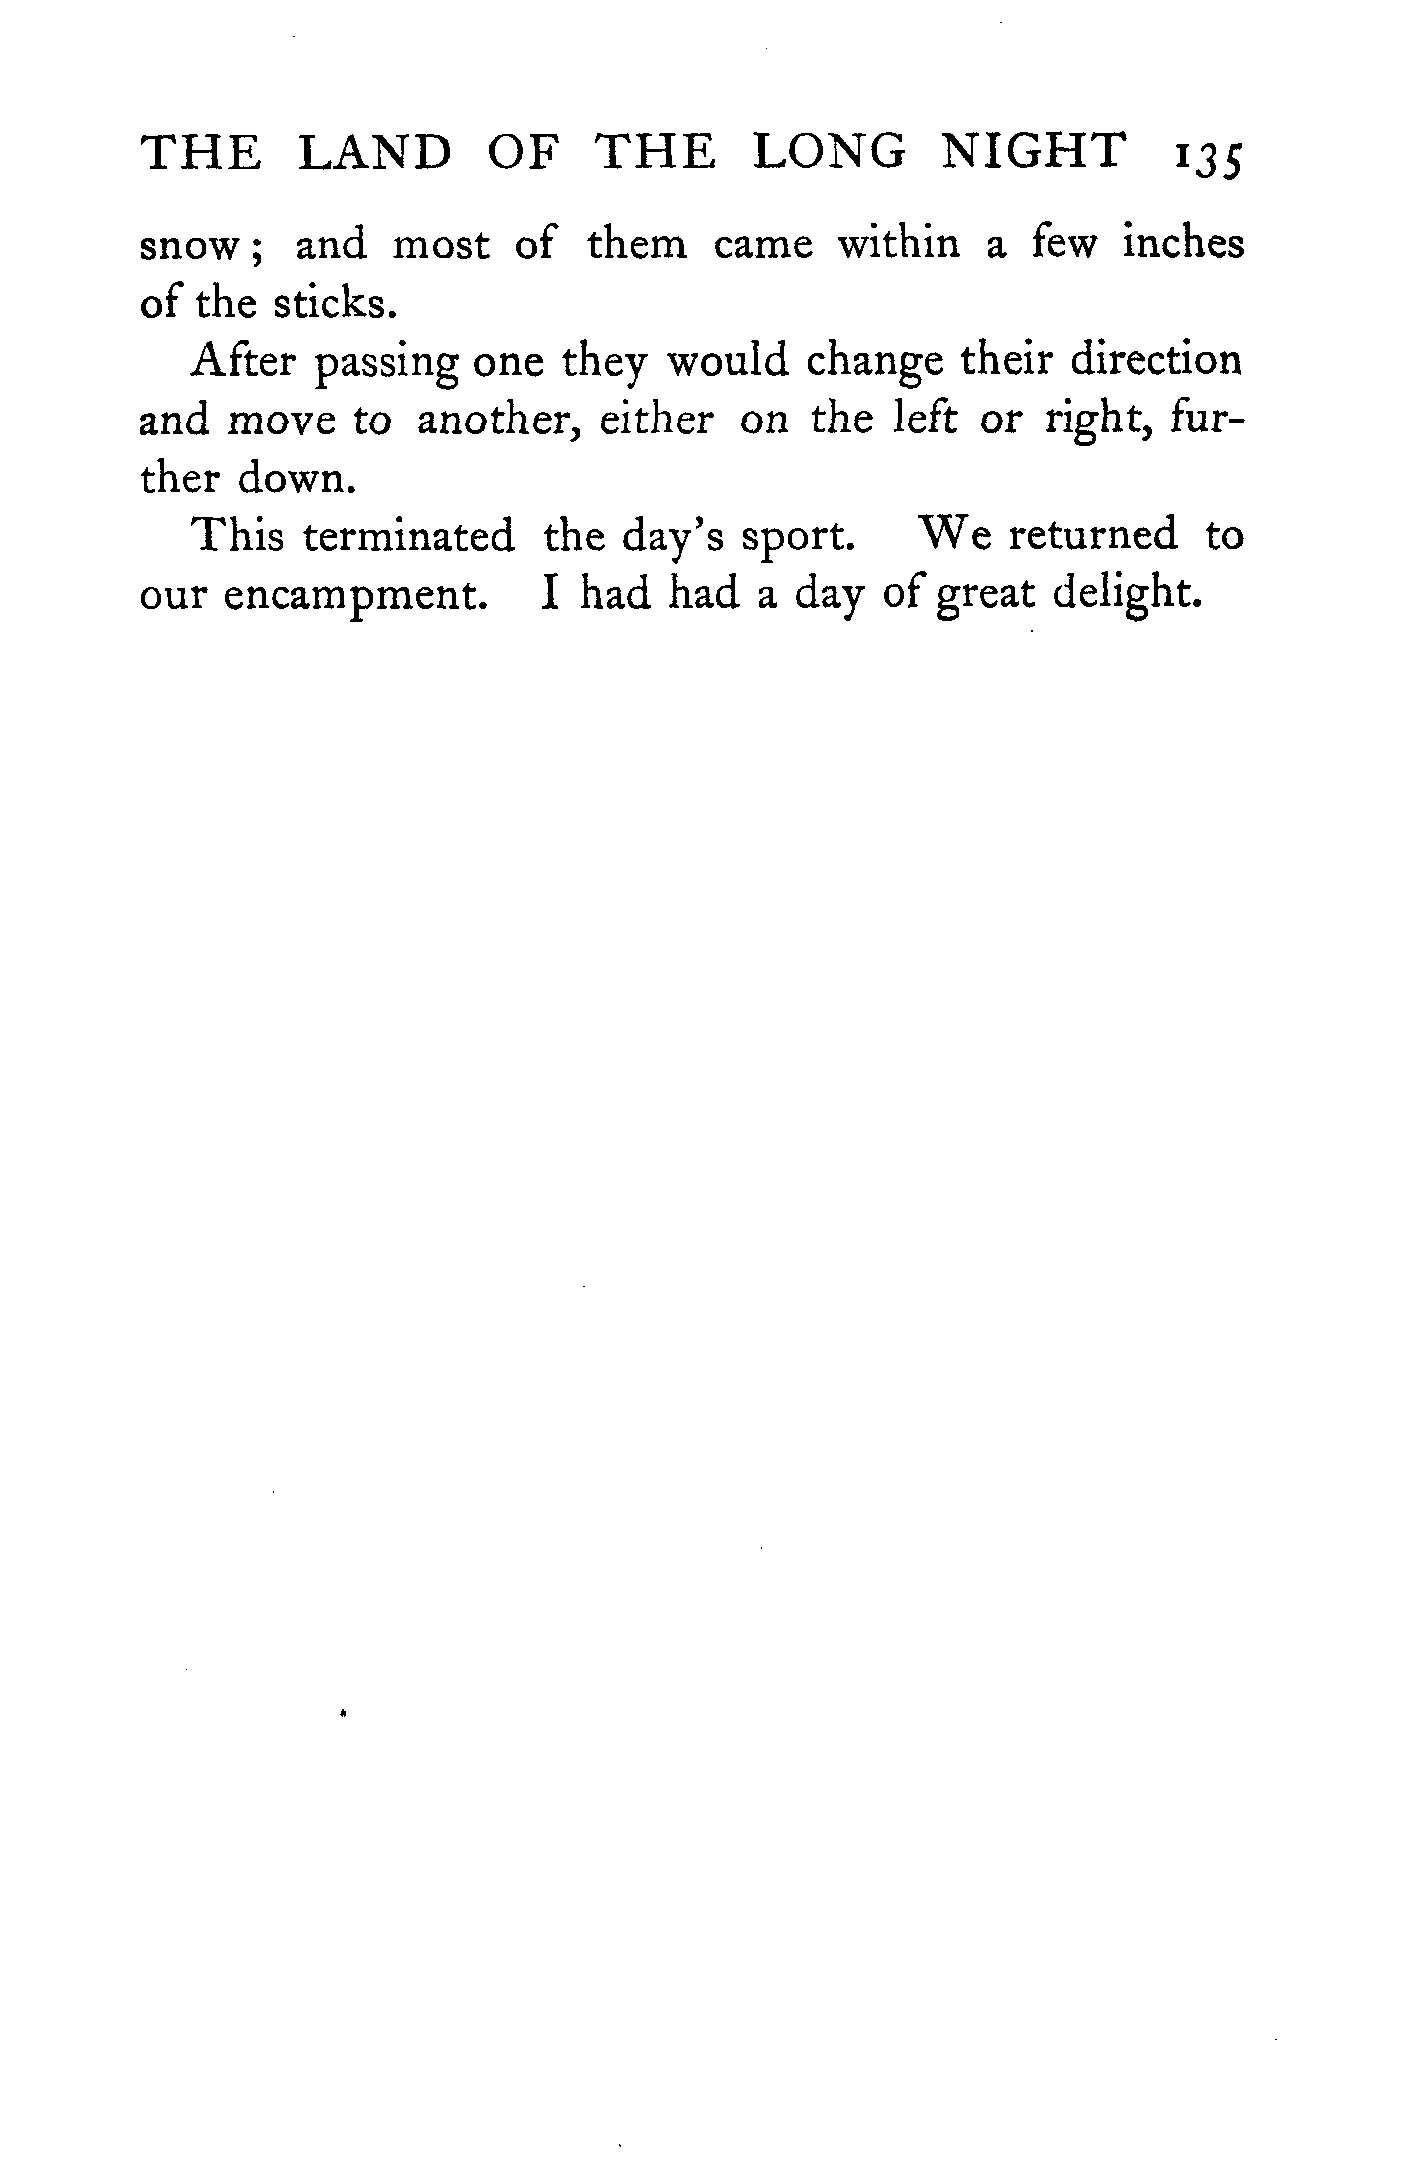 THE LAND OF THE LONG NIGHT 135
snow; and most of them came within a few inches
of the sticks.
After passing one they would change their direction
and move to another, either on the left or right, fur-
ther down.
This terminated the day's sport. We returned to
our encampment. I had had a day of great delight.